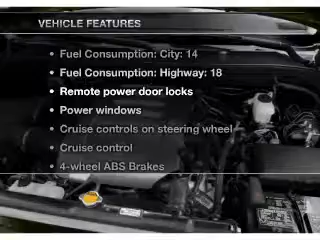 VEHICLE FEATURES
• Fuel Consumption: City: 14
• Fuel Consumption: Highway: 18
• Remote power door locks
• Power windows
• Cruise controls on steering wheel
• Cruise control
• 4-wheel ABS Brakes